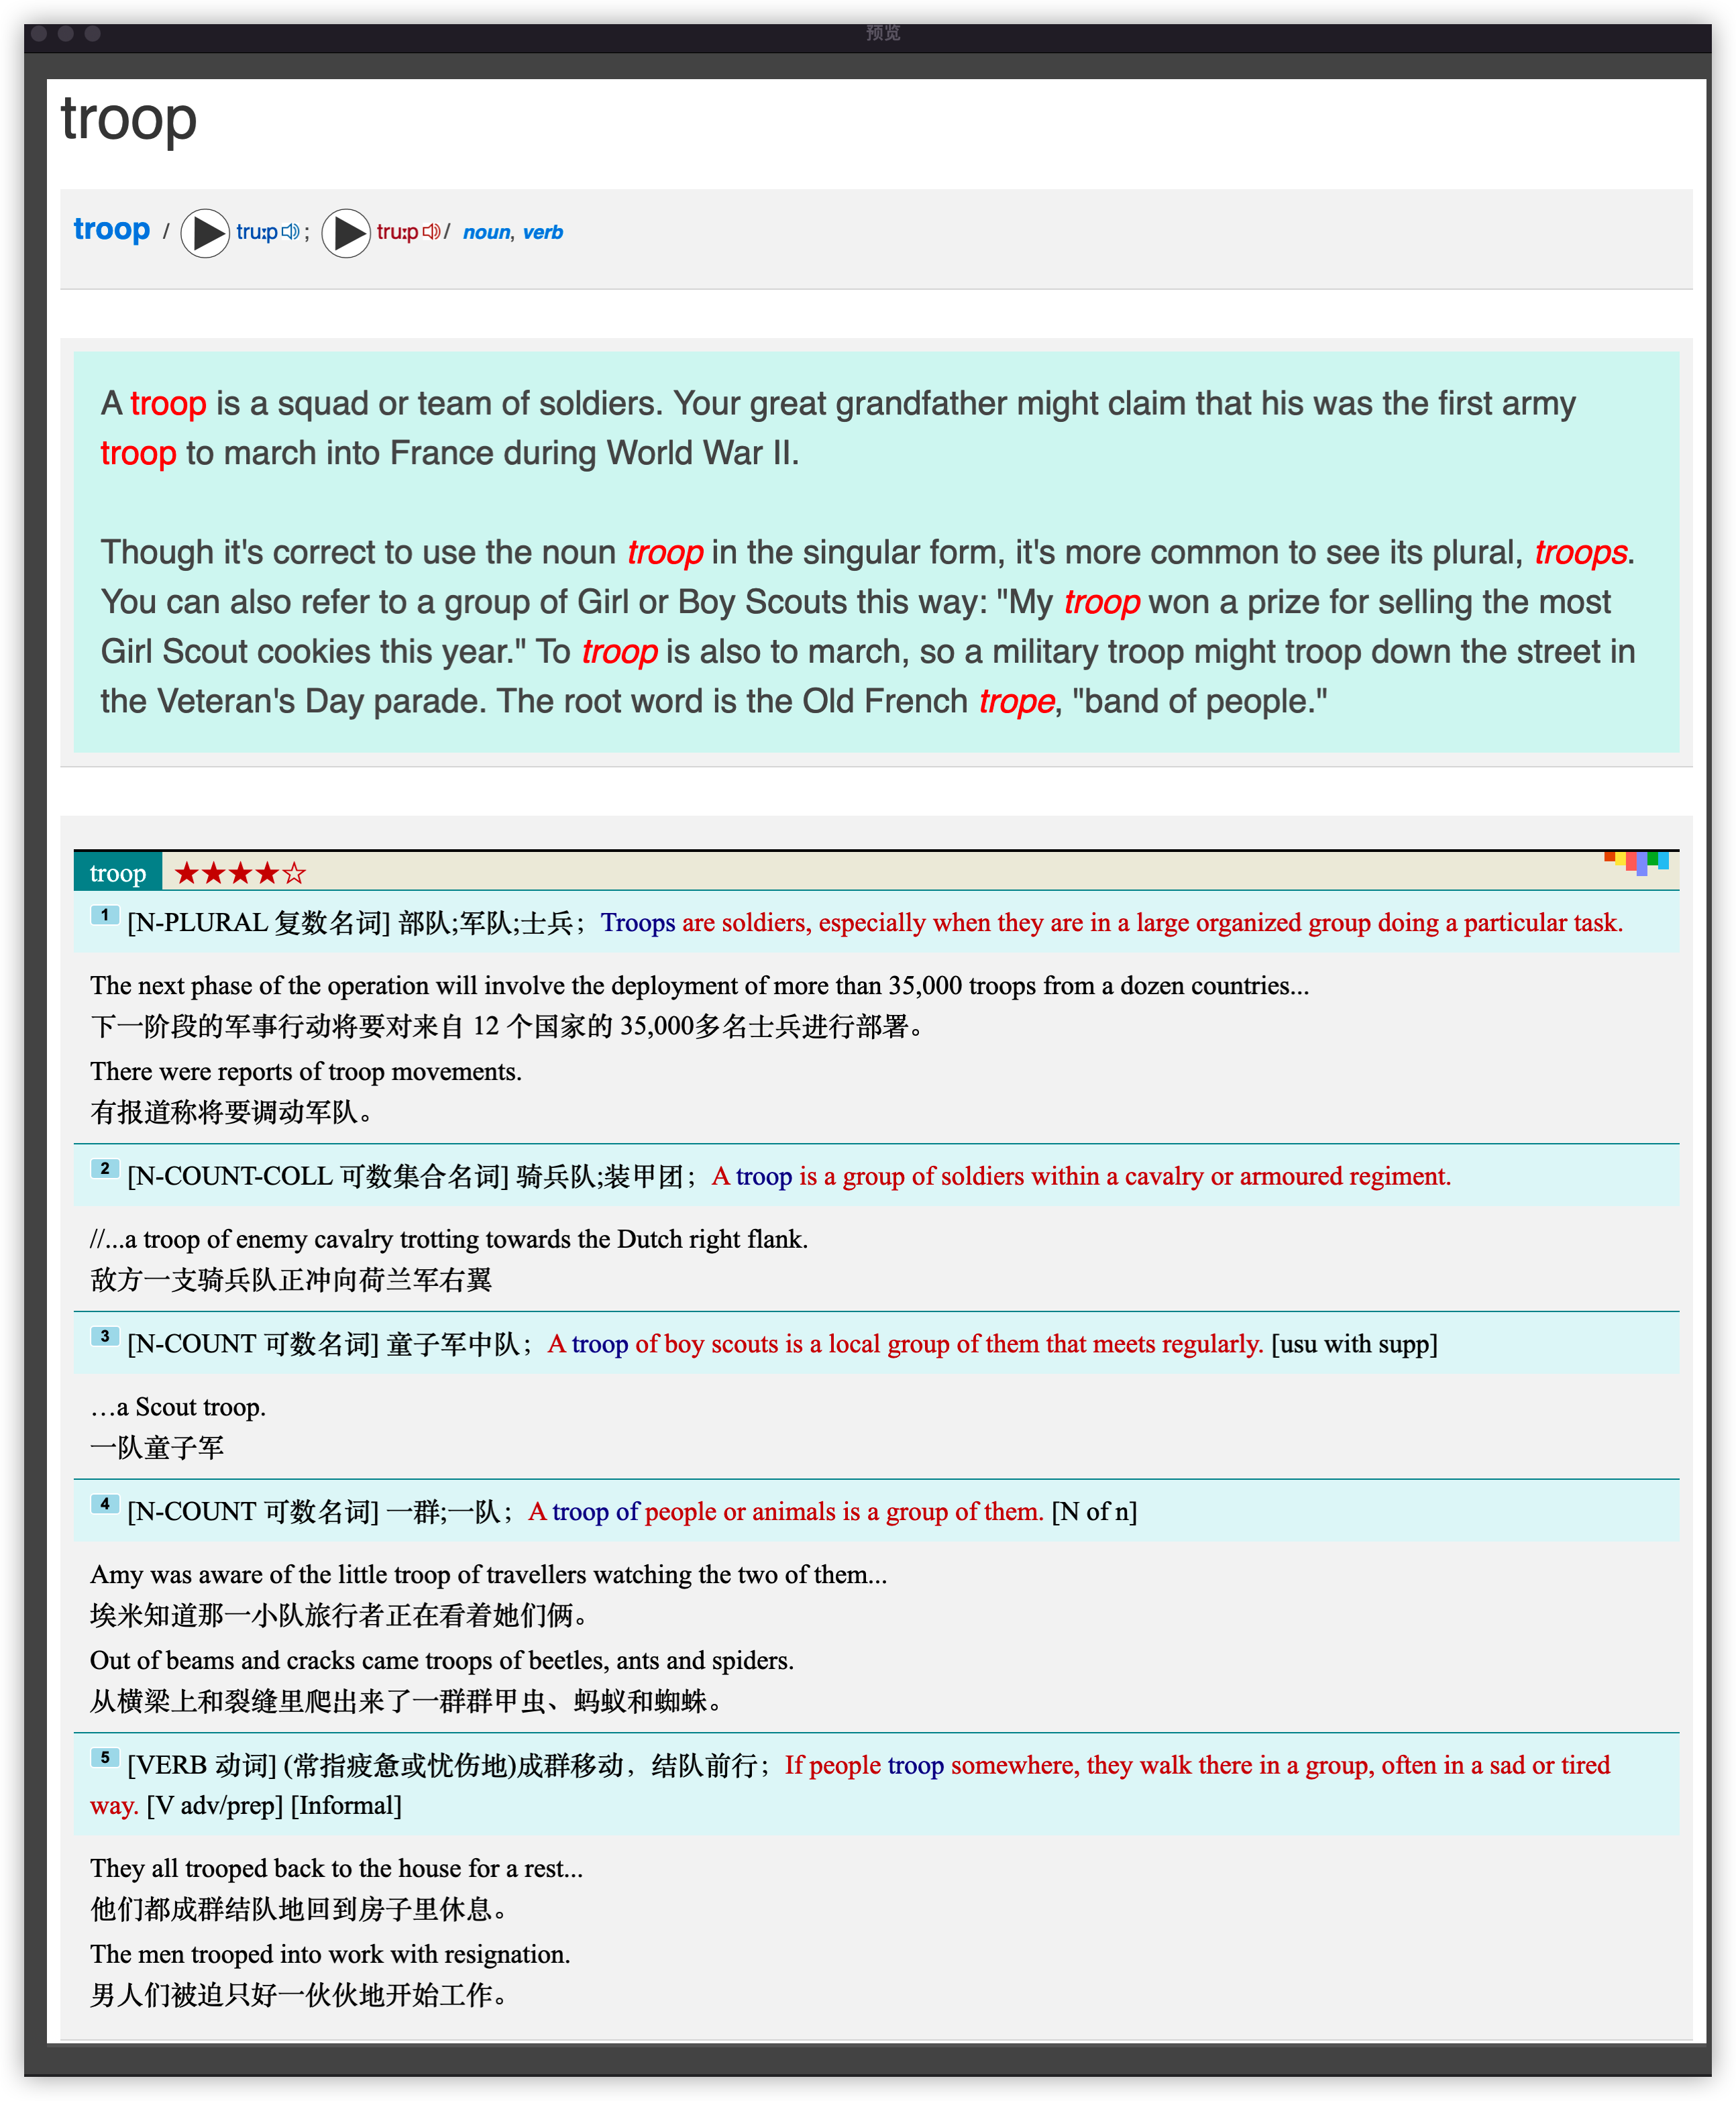 预览
troop
troop / truːp ; truːp / noun, verb
A troop is a squad or team of soldiers. Your great grandfather might claim that his was the first army
troop to march into France during World War II.
Though it's correct to use the noun troop in the singular form, it's more common to see its plural, troops.
You can also refer to a group of Girl or Boy Scouts this way: "My troop won a prize for selling the most
Girl Scout cookies this year." To troop is also to march, so a military troop might troop down the street in
the Veteran's Day parade. The root word is the Old French trope, "band of people."
troop ★★★★☆
1 [N-PLURAL 复数名词] 部队;军队;士兵；Troops are soldiers, especially when they are in a large organized group doing a particular task.
The next phase of the operation will involve the deployment of more than 35,000 troops from a dozen countries...
下一阶段的军事行动将要对来自 12 个国家的 35,000多名士兵进行部署。
There were reports of troop movements.
有报道称将要调动军队。
2 [N-COUNT-COLL 可数集合名词] 骑兵队;装甲团；A troop is a group of soldiers within a cavalry or armoured regiment.
//...a troop of enemy cavalry trotting towards the Dutch right flank.
敌方一支骑兵队正冲向荷兰军右翼
3 [N-COUNT 可数名词] 童子军中队；A troop of boy scouts is a local group of them that meets regularly. [usu with supp]
…a Scout troop.
一队童子军
4 [N-COUNT 可数名词] 一群;一队；A troop of people or animals is a group of them. [N of n]
Amy was aware of the little troop of travellers watching the two of them...
埃米知道那一小队旅行者正在看着她们俩。
Out of beams and cracks came troops of beetles, ants and spiders.
从横梁上和裂缝里爬出来了一群群甲虫、蚂蚁和蜘蛛。
5 [VERB 动词] (常指疲惫或忧伤地)成群移动，结队前行；If people troop somewhere, they walk there in a group, often in a sad or tired
way. [V adv/prep] [Informal]
They all trooped back to the house for a rest...
他们都成群结队地回到房子里休息。
The men trooped into work with resignation.
男人们被迫只好一伙伙地开始工作。